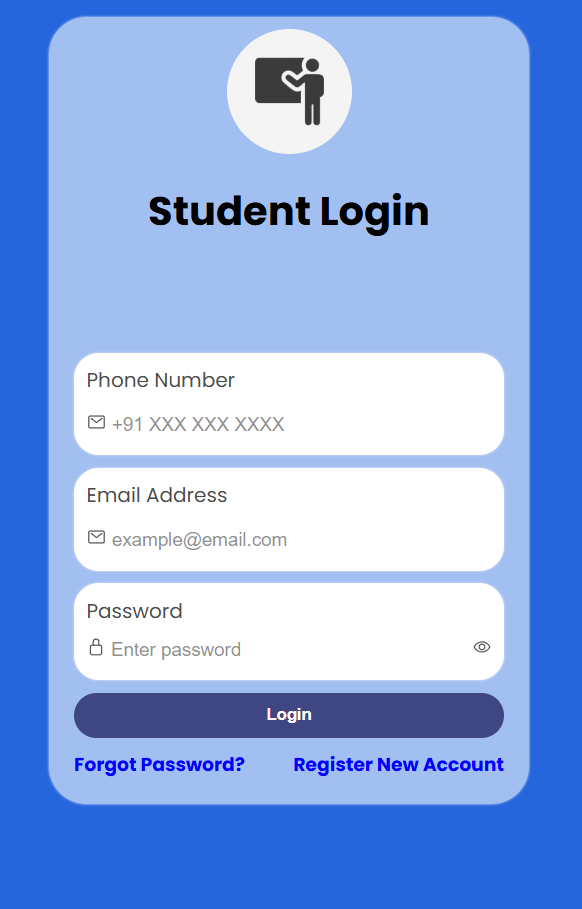 Student Login
Phone Number
+91 XXX XXX XXXX
Email Address
example@email.com
Password
Enter password
Login
Forgot Password? Register New Account